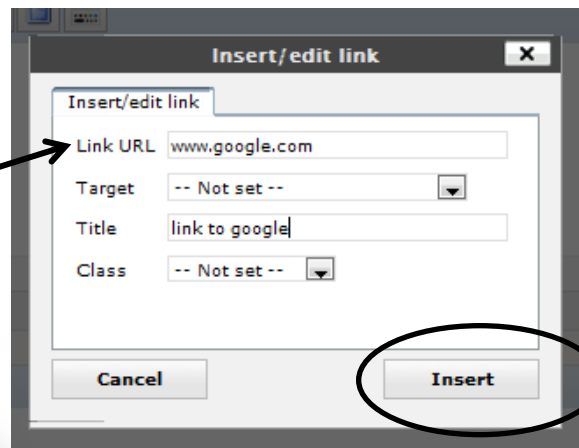 Insert/edit link
Insert/edit link
Link URL www.google.com
Target -- Not set --
Title link to google
Class -- Not set --
Cancel Insert